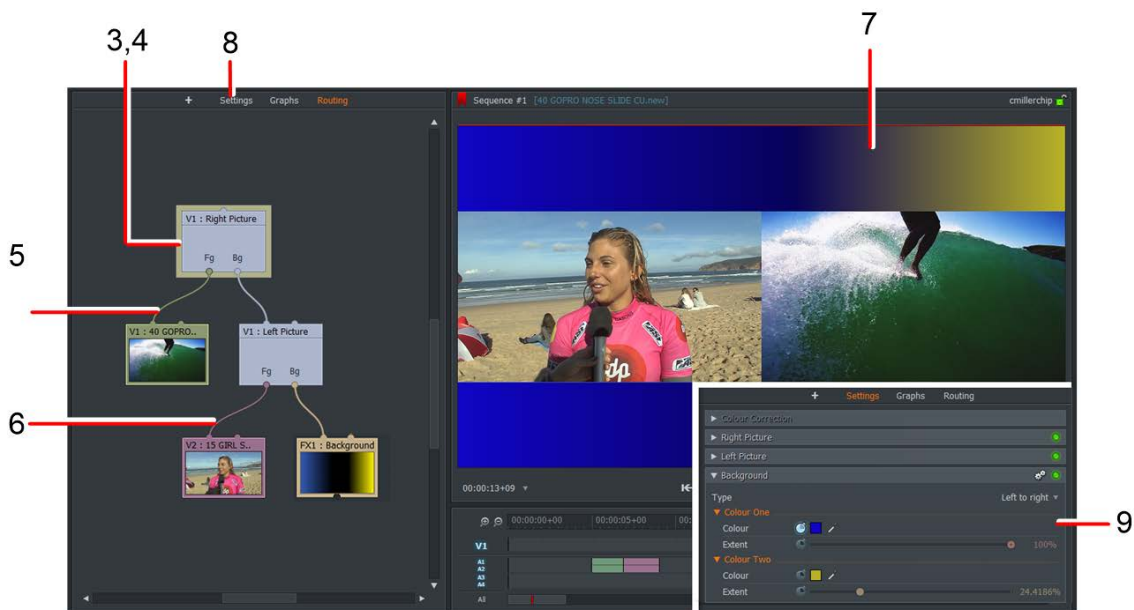 3,4
8
7
+ Settings Graphs Routing
Sequence #1 [40 GOPRO NOSE SLIDE CU.new]
cmillerchip
V1 : Right Picture
Fg Bg
5
V1 : 40 GOPRO..
V1 : Left Picture
Fg Bg
6
V2 : 15 GIRL S..
FX1 : Background
+ Settings Graphs Routing
Colour Correction
Right Picture
Left Picture
Background
Type Left to right
Colour One
Colour
Extent 100%
Colour Two
Colour
Extent 24.4186%
9
00:00:13+09
00:00:00+00 00:00:05+00 00:
V1
A1
A2
A3
A4
All